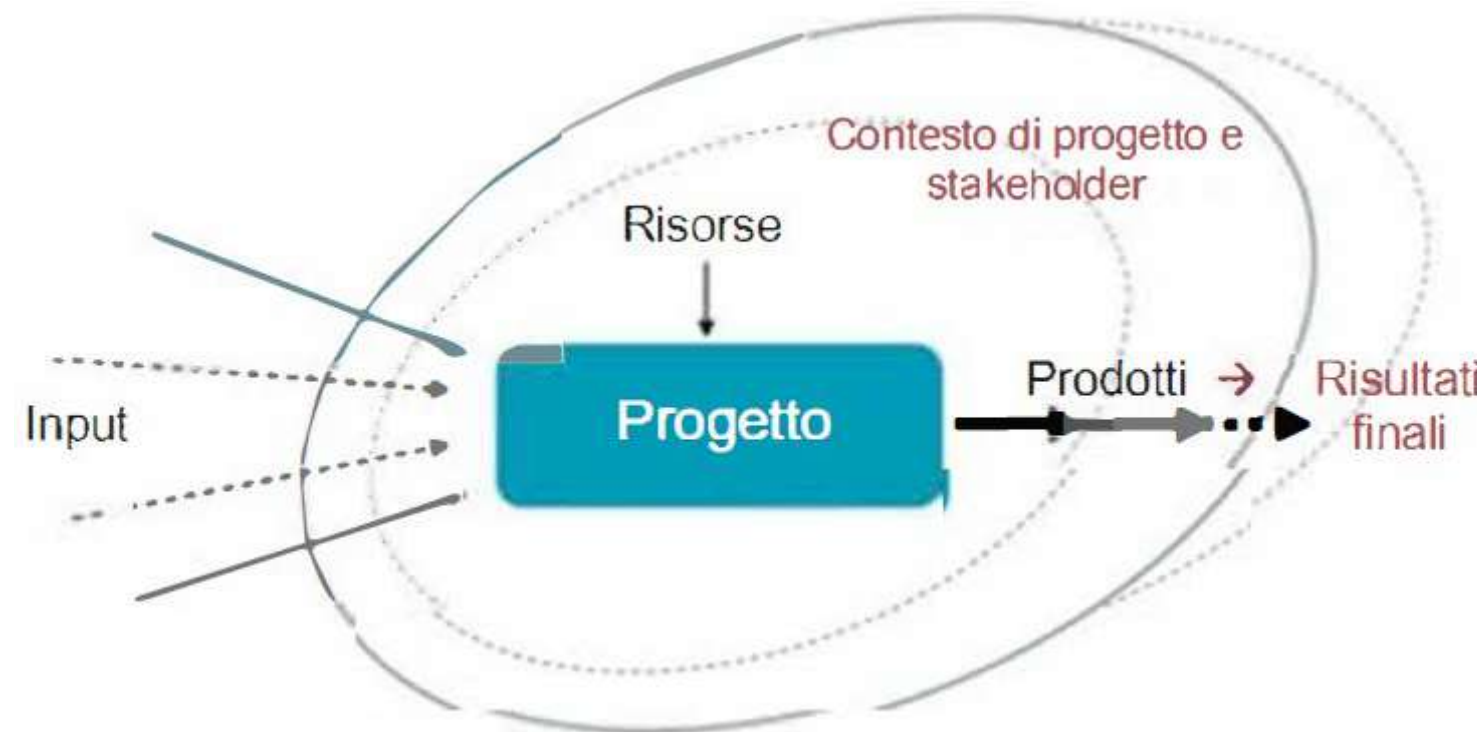 Contesto di progetto e
stakeholder
Risorse
Input
Progetto
Prodotti → Risultati
finali